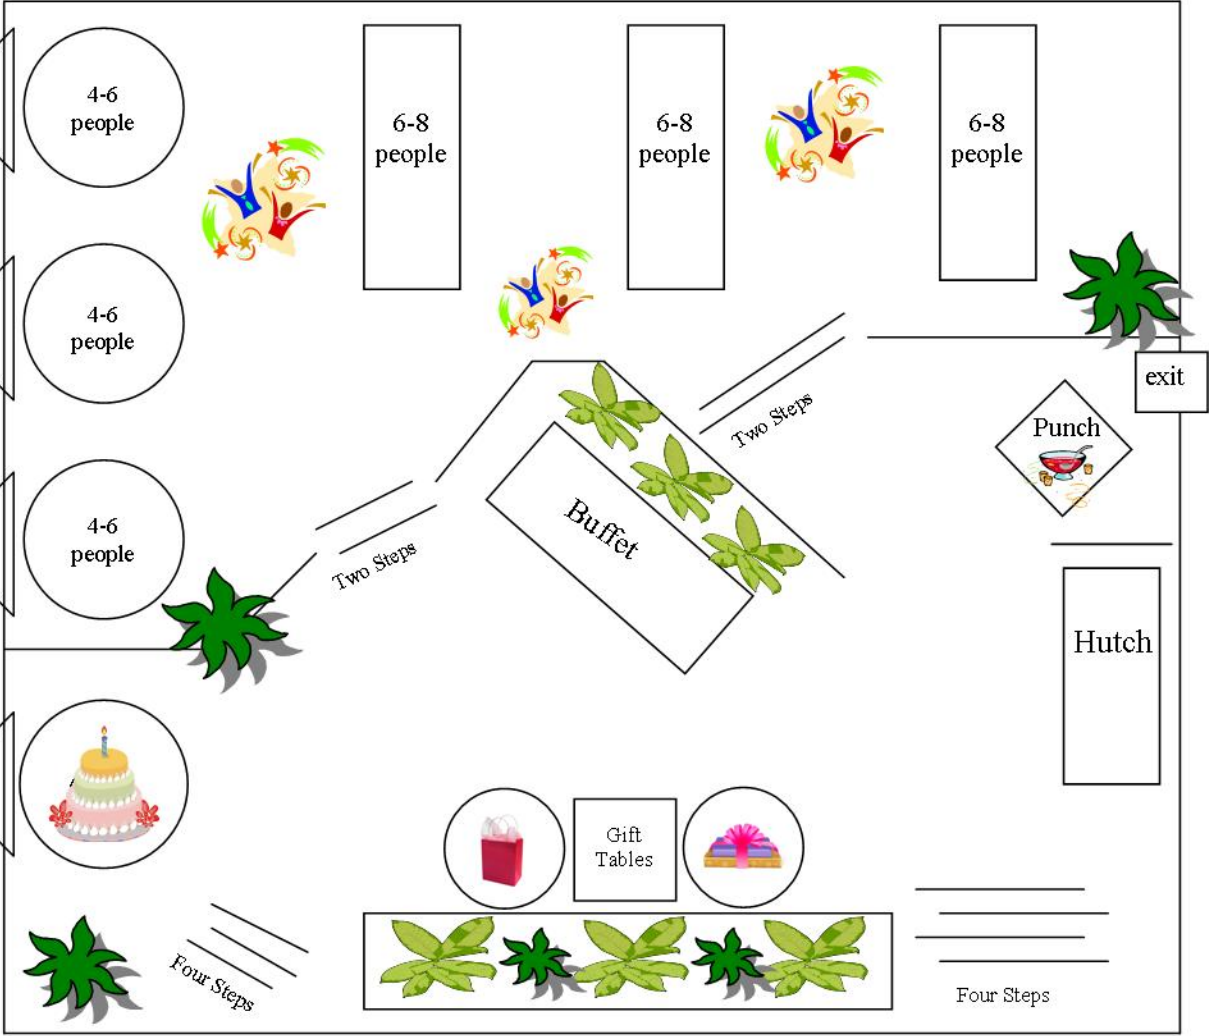 4-6
people
6-8
people
6-8
people
6-8
people
4-6
people
exit
Two Steps
Punch
4-6
people
Buffet
Two Steps
Hutch
Gift
Tables
Four Steps
Four Steps